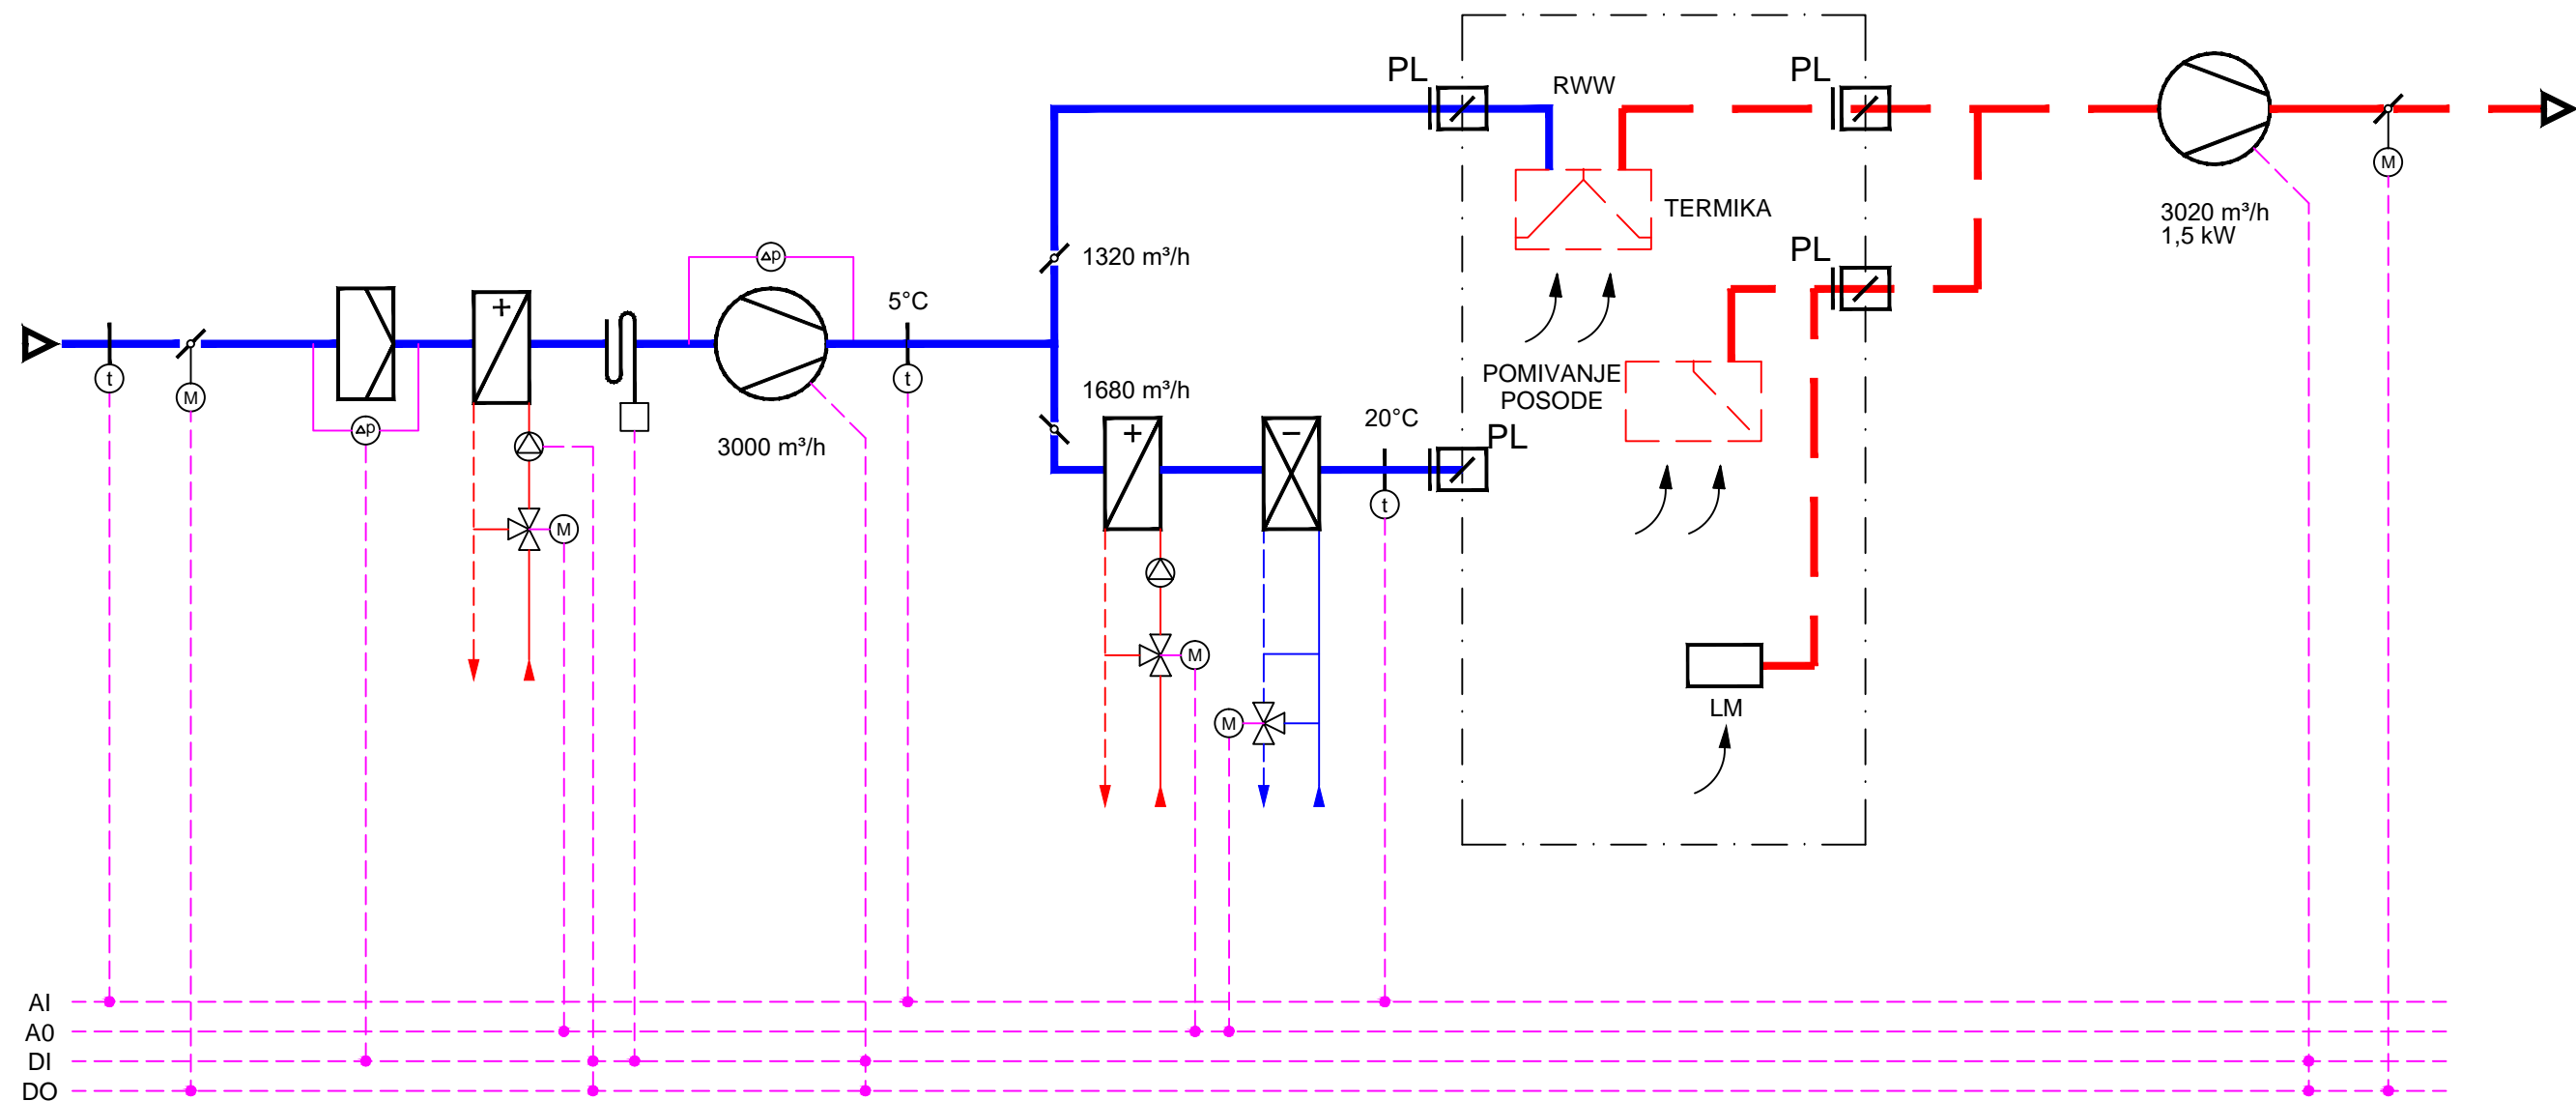 PL
RWW
PL
TERMIKA
3020 m³/h
1,5 kW
M
Δp
1320 m³/h
PL
5°C
+
t
M
POMIVANJE
POSODE
1680 m³/h
20°C
PL
Δp
3000 m³/h
+
−
t
M
M
M
LM
AI
A0
DI
DO